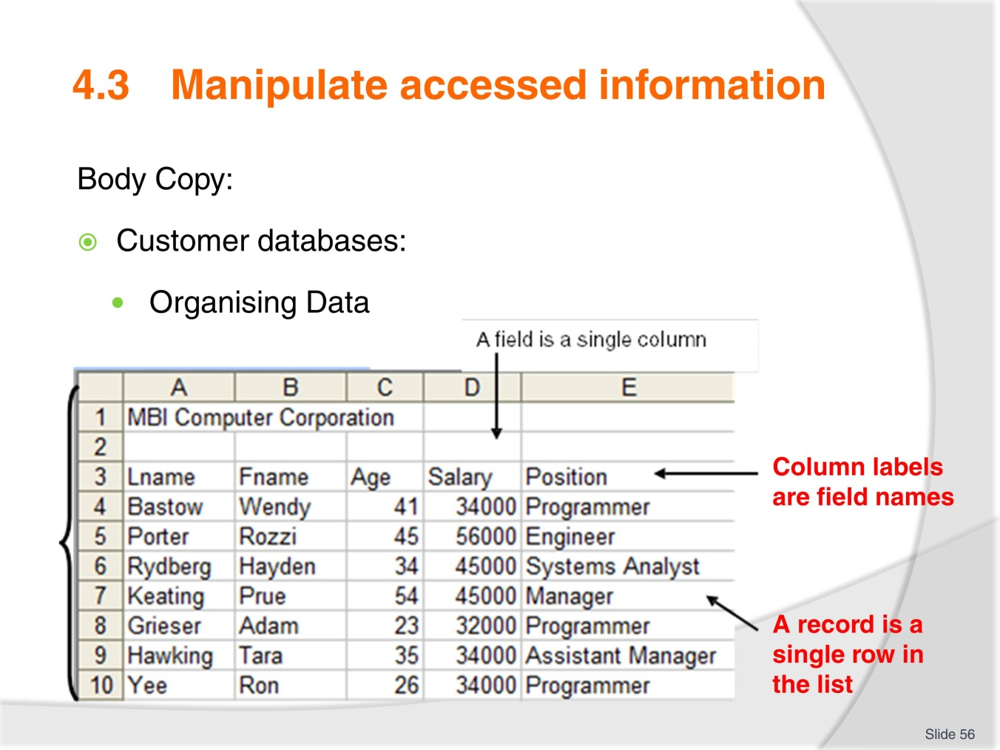 4.3 Manipulate accessed information
Body Copy:
Customer databases:
Organising Data
A field is a single column
A B C D E
1 MBI Computer Corporation
2
3 Lname Fname Age Salary Position
4 Bastow Wendy 41 34000 Programmer
5 Porter Rozzi 45 56000 Engineer
6 Rydberg Hayden 34 45000 Systems Analyst
7 Keating Prue 54 45000 Manager
8 Grieser Adam 23 32000 Programmer
9 Hawking Tara 35 34000 Assistant Manager
10 Yee Ron 26 34000 Programmer
Column labels
are field names
A record is a
single row in
the list
Slide 56